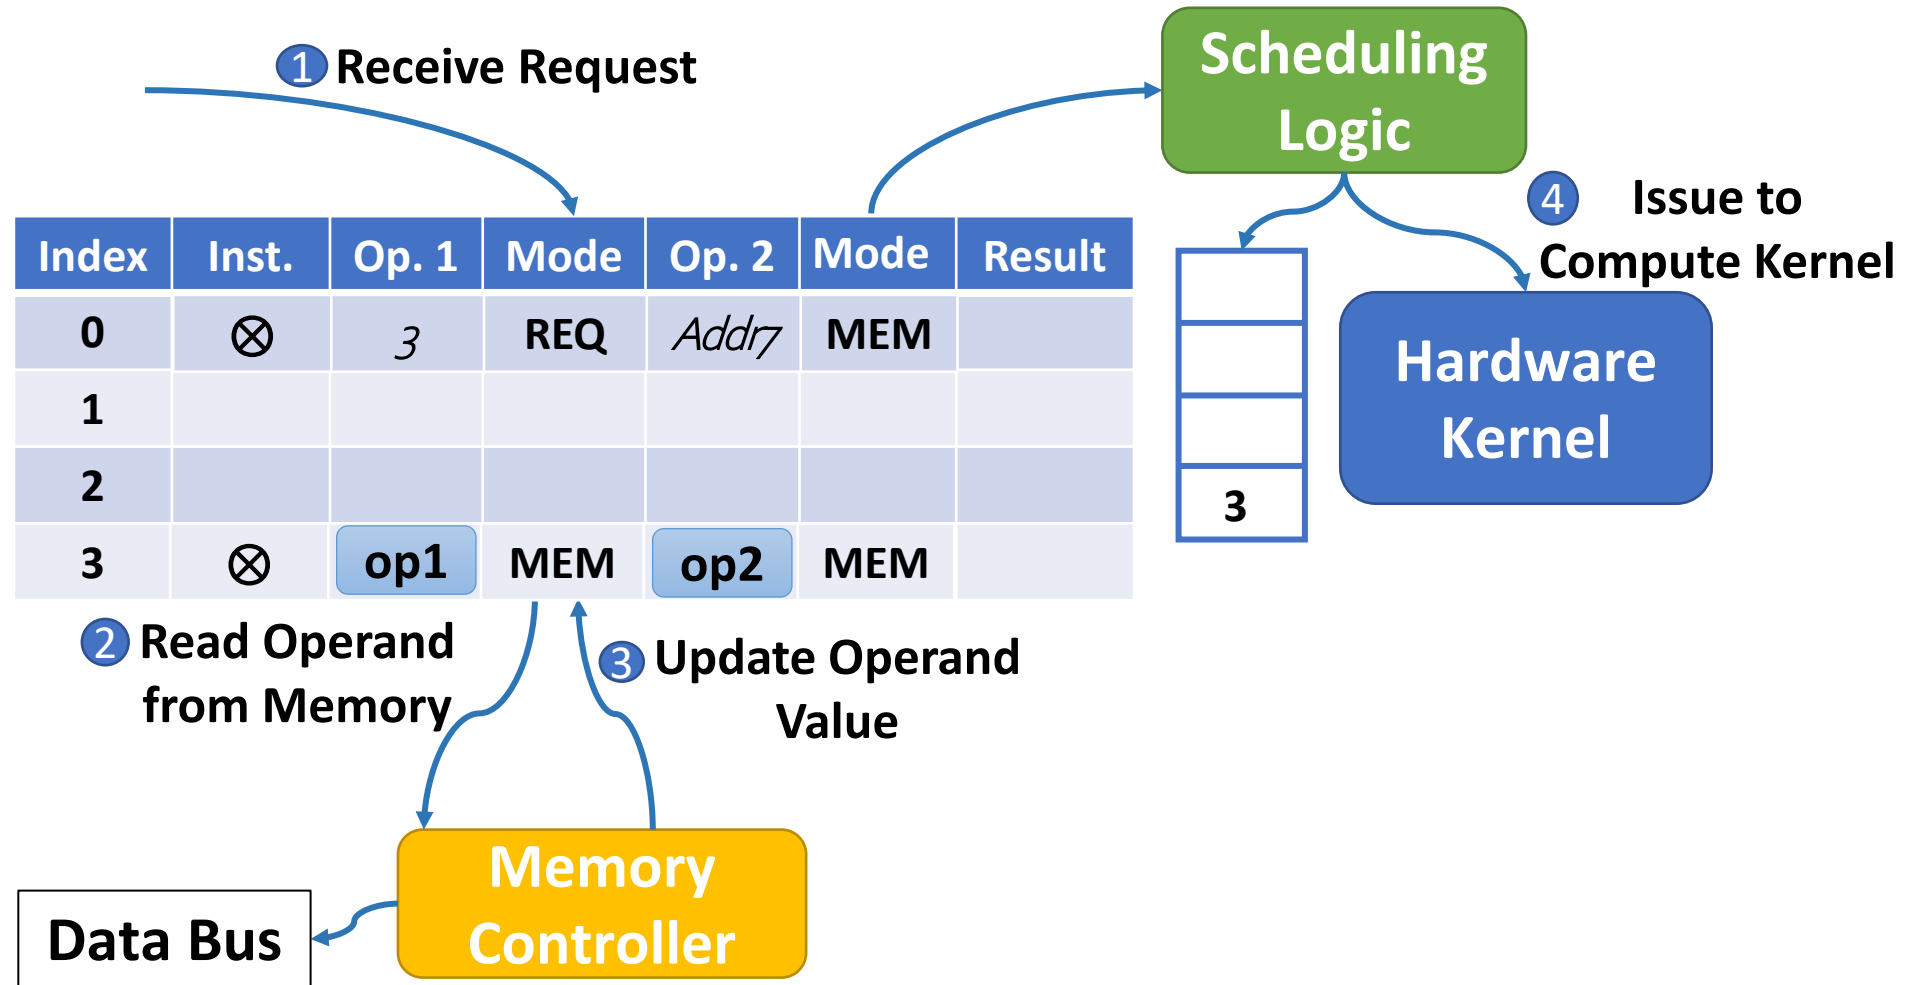 1 Receive Request
Scheduling
Logic
4 Issue to
Compute Kernel
Index Inst. Op. 1 Mode Op. 2 Mode Result
0 ⊗ 3 REQ Addr7 MEM
1
2
3 ⊗ op1 MEM op2 MEM
Hardware
Kernel
3
2 Read Operand
from Memory
3 Update Operand
Value
Memory
Controller
Data Bus